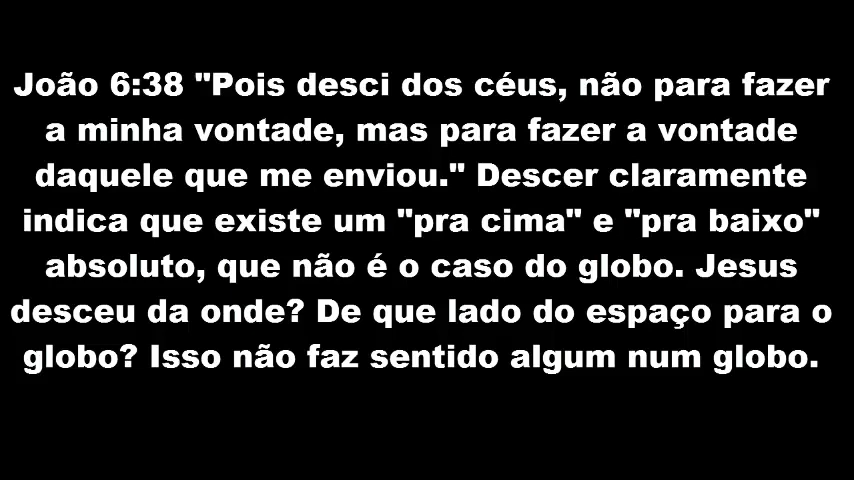 João 6:38 "Pois desci dos céus, não para fazer
a minha vontade, mas para fazer a vontade
daquele que me enviou." Descer claramente
indica que existe um "pra cima" e "pra baixo"
absoluto, que não é o caso do globo. Jesus
desceu da onde? De que lado do espaço para o
globo? Isso não faz sentido algum num globo.